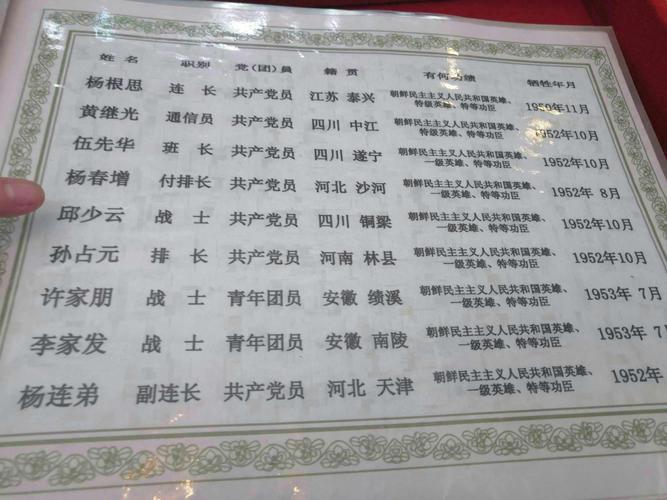 姓名 职别 党(团)员 籍贯 有何功绩 牺牲年月
杨根思 连长 共产党员 江苏 泰兴 朝鲜民主主义人民共和国英雄、 1950年11月
特级英雄、特等功臣
黄继光 通信员 共产党员 四川 中江 朝鲜民主主义人民共和国英雄、 1952年10月
特级英雄、特等功臣
伍先华 班长 共产党员 四川 遂宁 朝鲜民主主义人民共和国英雄、 1952年10月
一级英雄、特等功臣
杨春增 付排长 共产党员 河北 沙河 朝鲜民主主义人民共和国英雄、 1952年 8月
一级英雄、特等功臣
邱少云 战士 共产党员 四川 铜梁 朝鲜民主主义人民共和国英雄、 1952年10月
一级英雄、特等功臣
孙占元 排长 共产党员 河南 林县 朝鲜民主主义人民共和国英雄、 1952年10月
一级英雄、特等功臣
许家朋 战士 青年团员 安徽 绩溪 朝鲜民主主义人民共和国英雄、 1953年 7月
一级英雄、特等功臣
李家发 战士 青年团员 安徽 南陵 朝鲜民主主义人民共和国英雄、 1953年 7月
一级英雄、特等功臣
杨连弟 副连长 共产党员 河北 天津 朝鲜民主主义人民共和国英雄、 1952年
一级英雄、特等功臣